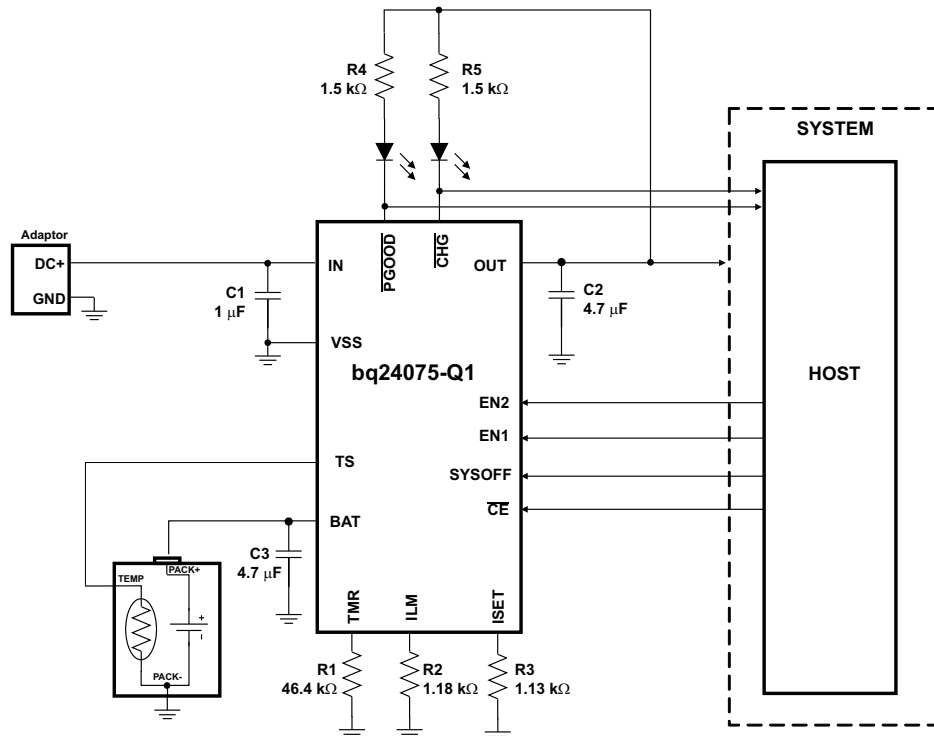 R4
1.5 kΩ
R5
1.5 kΩ
SYSTEM
Adaptor
DC+
GND
C1
1 μF
IN
PGOOD
CHG
OUT
C2
4.7 μF
VSS
bq24075-Q1
HOST
EN2
EN1
TS
SYSOFF
CE
BAT
C3
4.7 μF
TEMP
PACK+
+
-
PACK-
TMR
ILM
ISET
R1
46.4 kΩ
R2
1.18 kΩ
R3
1.13 kΩ